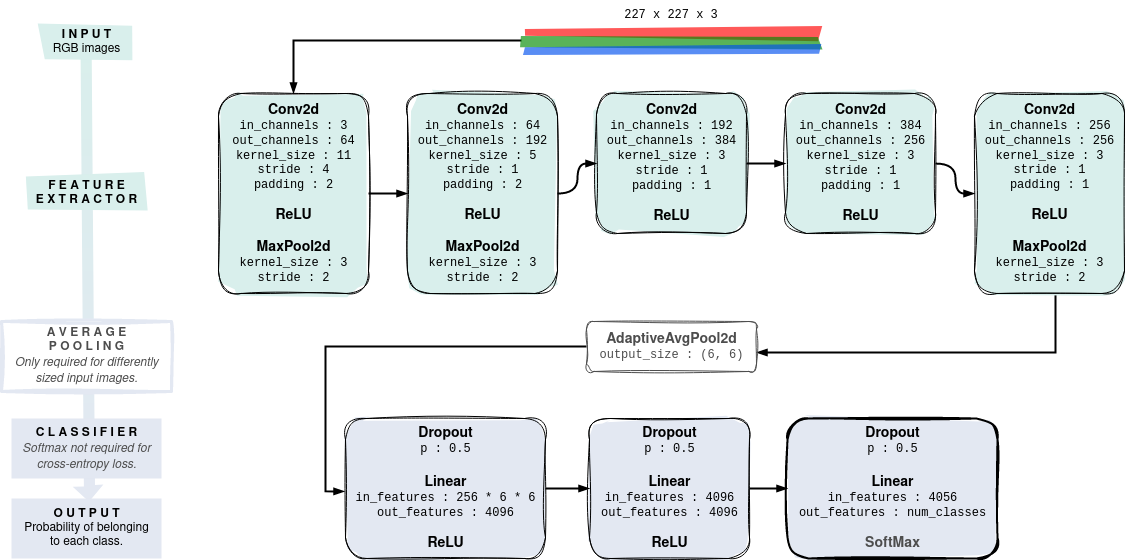 227 x 227 x 3
INPUT
RGB images
FEATURE
EXTRACTOR
AVERAGE
POOLING
Only required for differently
sized input images.
CLASSIFIER
Softmax not required for
cross-entropy loss.
OUTPUT
Probability of belonging
to each class.
Conv2d
in_channels : 3
out_channels : 64
kernel_size : 11
stride : 4
padding : 2
ReLU
MaxPool2d
kernel_size : 3
stride : 2
Conv2d
in_channels : 64
out_channels : 192
kernel_size : 5
stride : 1
padding : 2
ReLU
MaxPool2d
kernel_size : 3
stride : 2
Conv2d
in_channels : 192
out_channels : 384
kernel_size : 3
stride : 1
padding : 1
ReLU
Conv2d
in_channels : 384
out_channels : 256
kernel_size : 3
stride : 1
padding : 1
ReLU
Conv2d
in_channels : 256
out_channels : 256
kernel_size : 3
stride : 1
padding : 1
ReLU
MaxPool2d
kernel_size : 3
stride : 2
AdaptiveAvgPool2d
output_size : (6, 6)
Dropout
p : 0.5
Linear
in_features : 256 * 6 * 6
out_features : 4096
ReLU
Dropout
p : 0.5
Linear
in_features : 4096
out_features : 4096
ReLU
Dropout
p : 0.5
Linear
in_features : 4056
out_features : num_classes
SoftMax